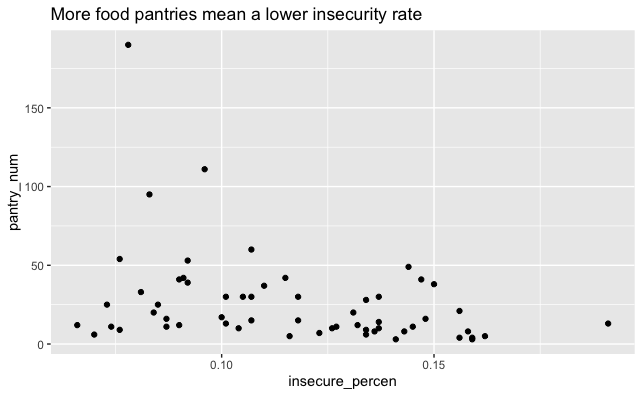 More food pantries mean a lower insecurity rate
150
100
50
0
pantry_num
0.10
0.15
insecure_percen